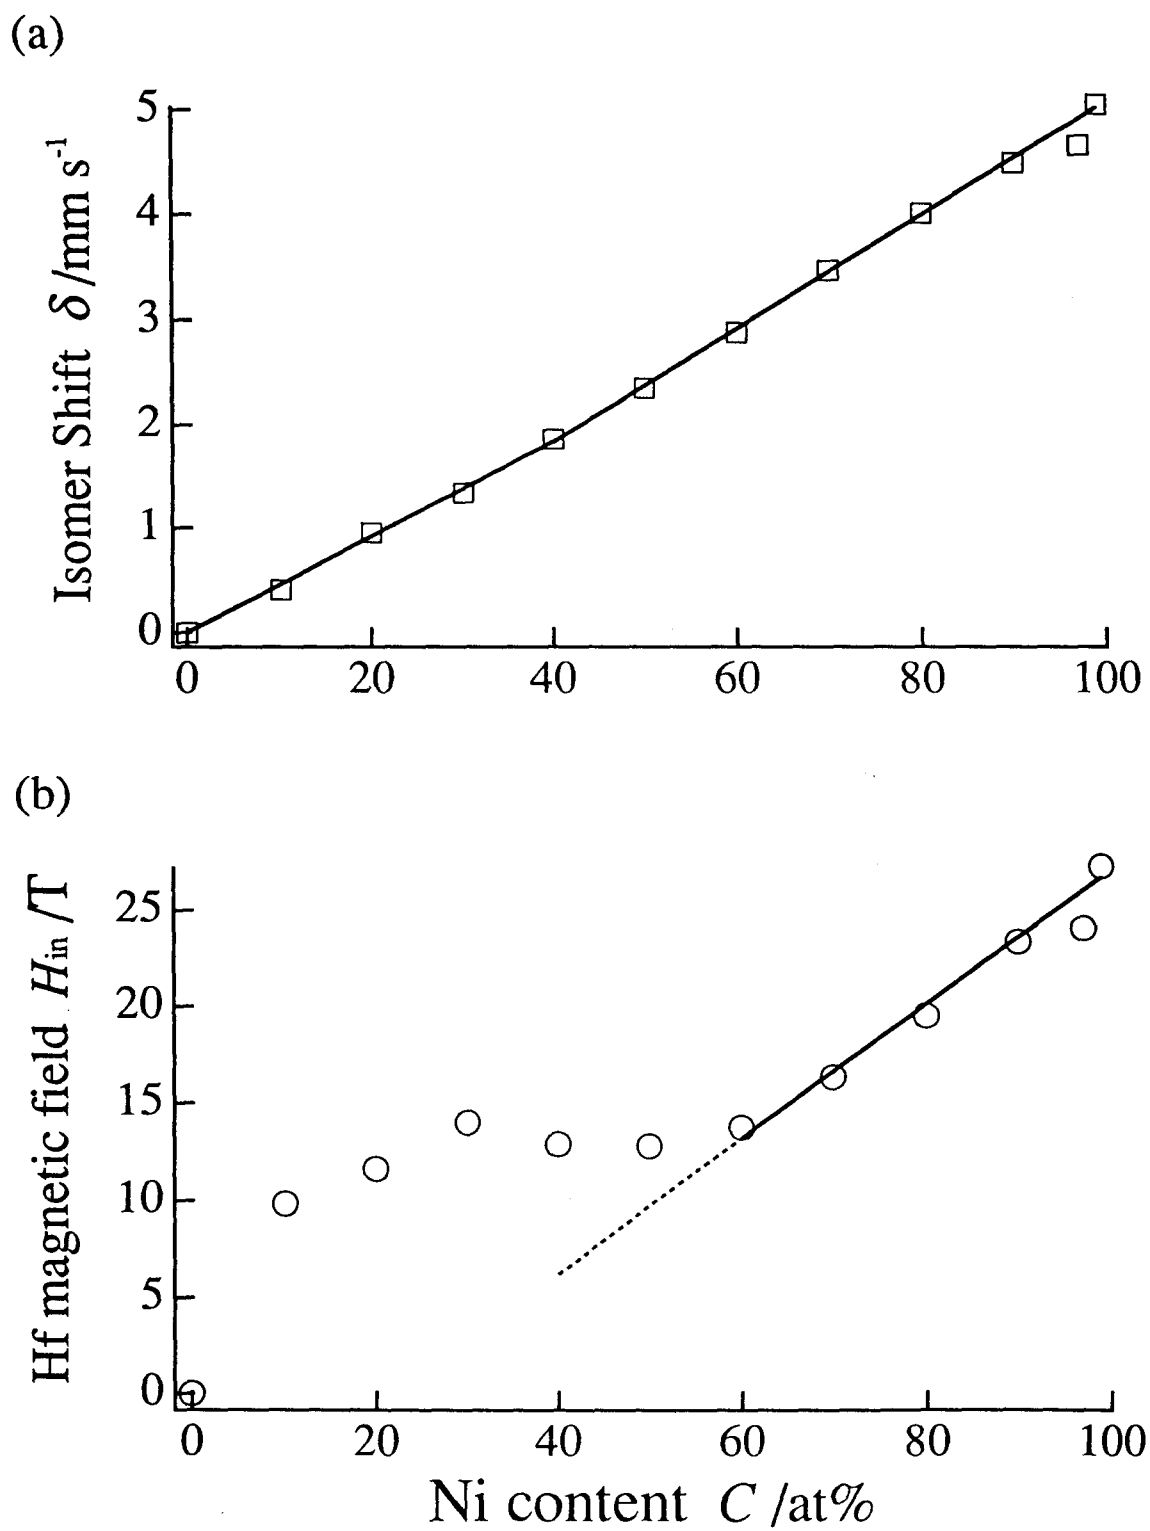 (a)
Isomer Shift δ /mm s⁻¹
5
4
3
2
1
0
0 20 40 60 80 100
(b)
Hf magnetic field Hin /T
25
20
15
10
5
0
0 20 40 60 80 100
Ni content C /at%